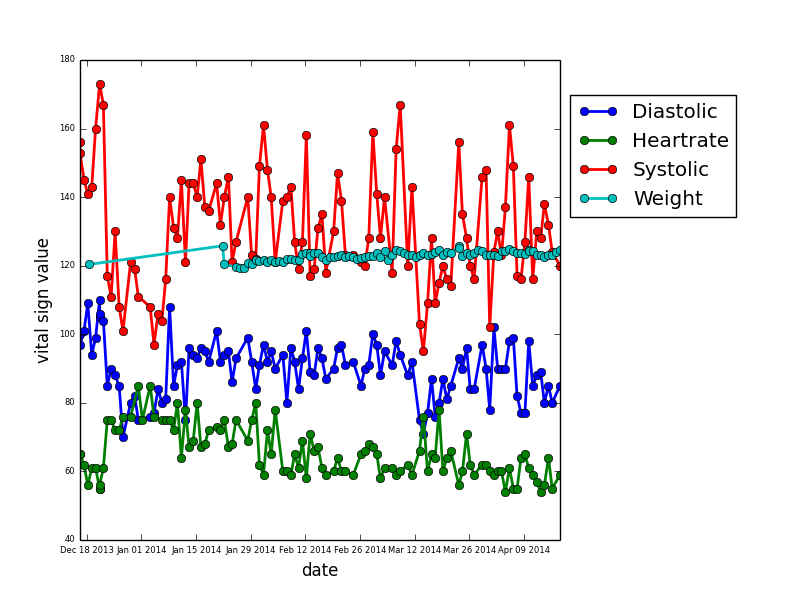 180
160
140
120
100
80
60
40
vital sign value
Dec 18 2013 Jan 01 2014 Jan 15 2014 Jan 29 2014 Feb 12 2014 Feb 26 2014 Mar 12 2014 Mar 26 2014 Apr 09 2014
date
Diastolic
Heartrate
Systolic
Weight